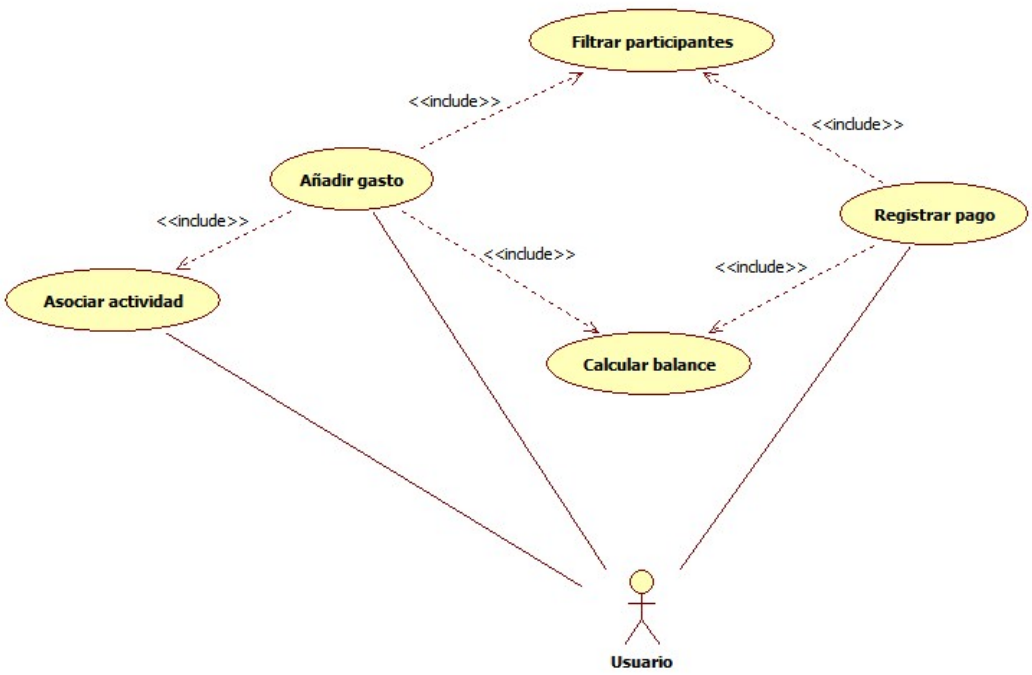 Filtrar participantes
<<include>>
<<include>>
Añadir gasto
Registrar pago
<<include>>
<<include>>
<<include>>
Asociar actividad
Calcular balance
Usuario